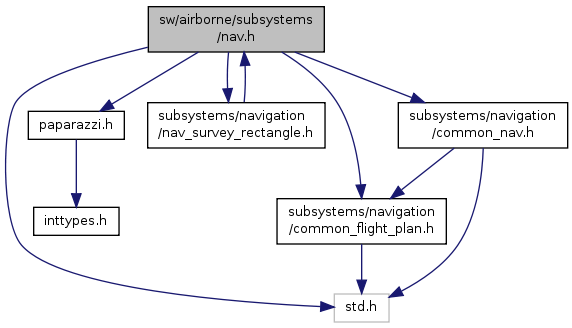 sw/airborne/subsystems
/nav.h
paparazzi.h
subsystems/navigation
/nav_survey_rectangle.h
subsystems/navigation
/common_nav.h
inttypes.h
subsystems/navigation
/common_flight_plan.h
std.h